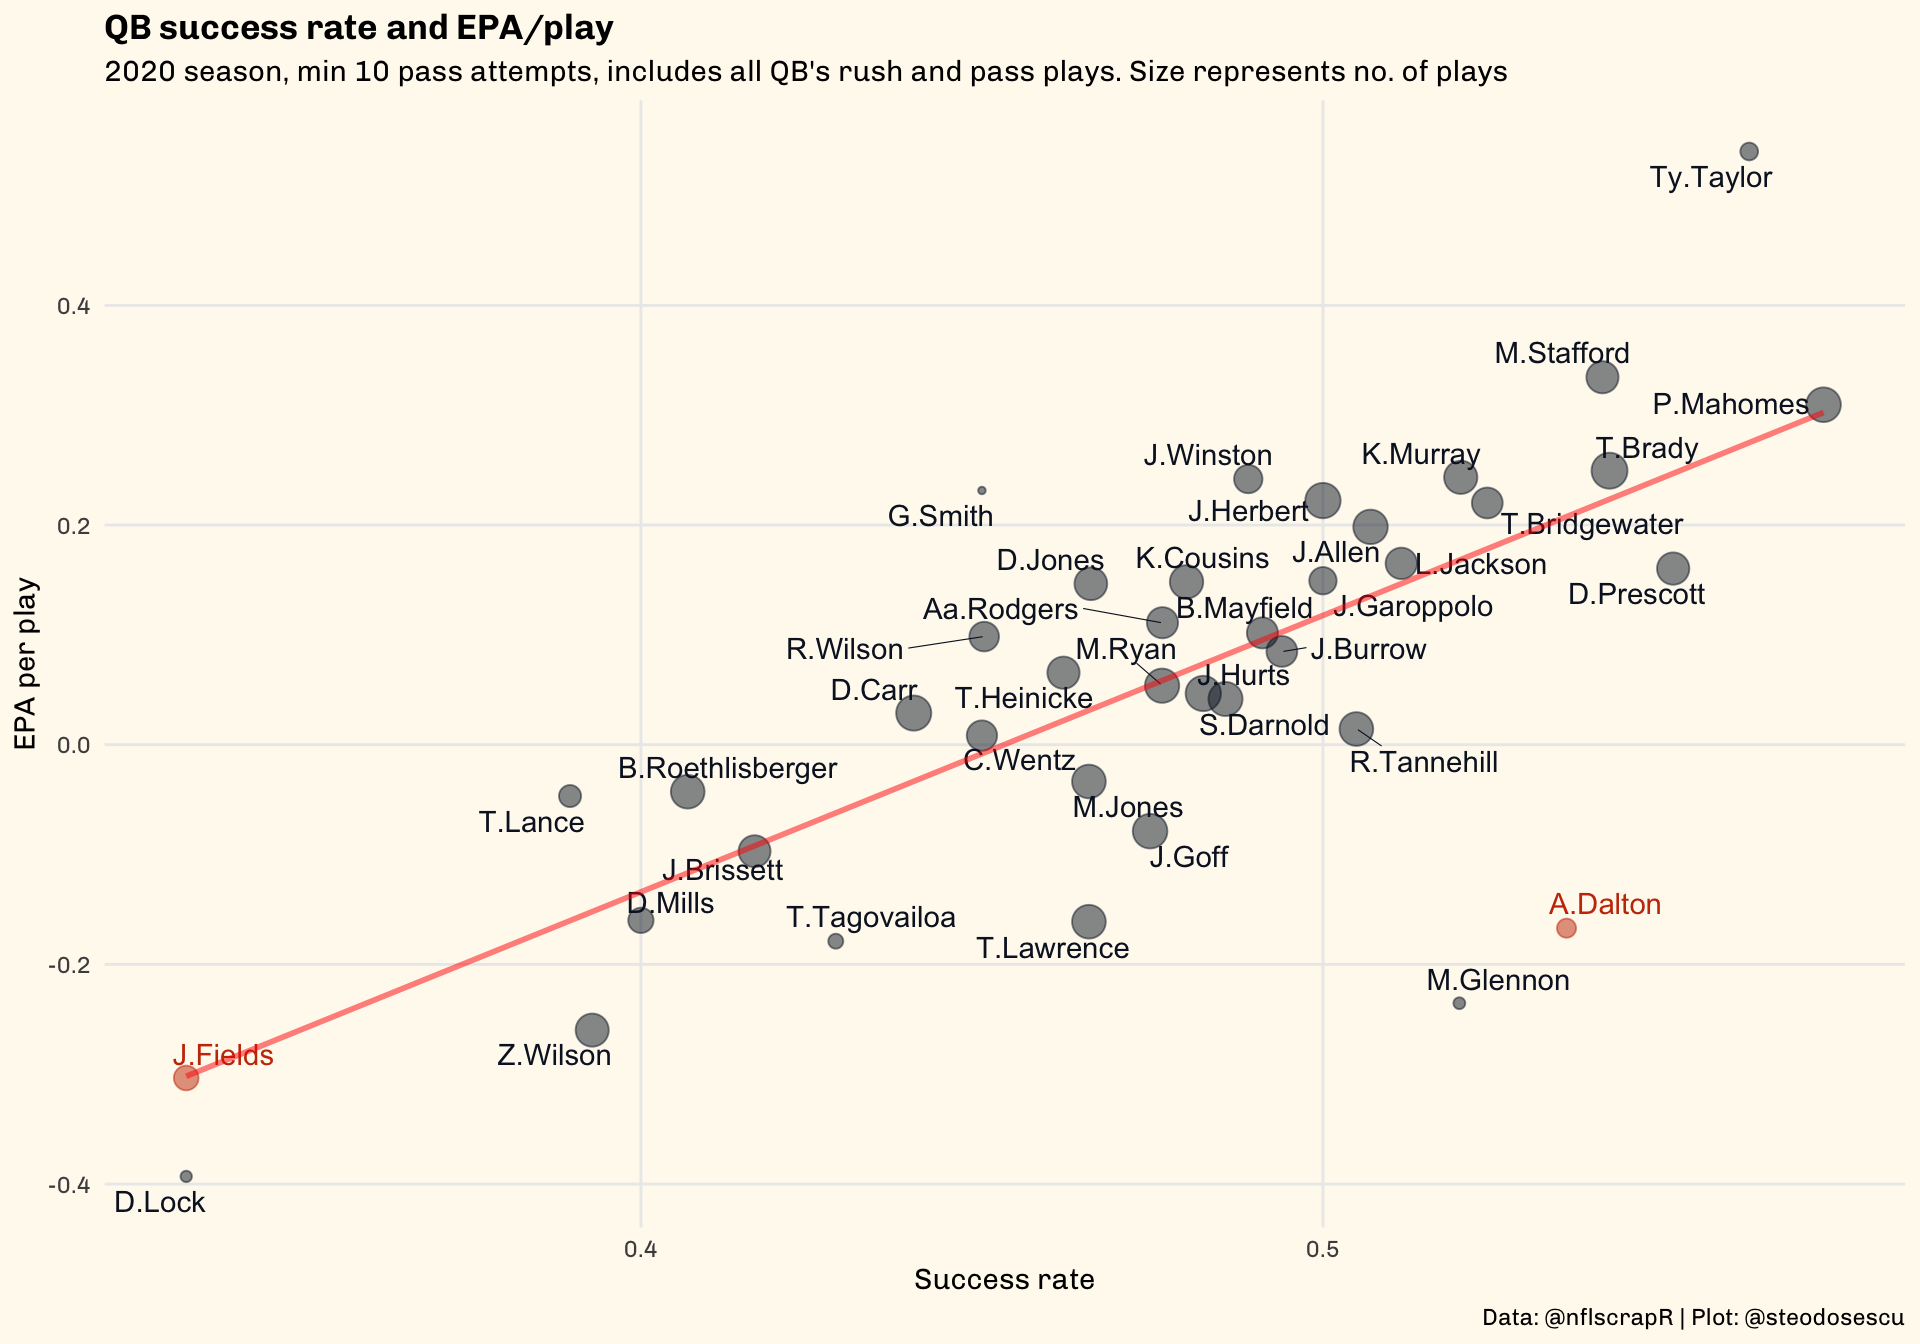 QB success rate and EPA/play
2020 season, min 10 pass attempts, includes all QB's rush and pass plays. Size represents no. of plays
Ty.Taylor
0.4
M.Stafford
P.Mahomes
T.Brady
K.Murray
J.Winston
J.Herbert
G.Smith
0.2
T.Bridgewater
J.Allen
K.Cousins
D.Jones
L.Jackson
D.Prescott
Aa.Rodgers
B.Mayfield
J.Garoppolo
R.Wilson
M.Ryan
J.Burrow
EPA per play
J.Hurts
D.Carr
T.Heinicke
S.Darnold
0.0
C.Wentz
R.Tannehill
B.Roethlisberger
M.Jones
T.Lance
J.Goff
J.Brissett
D.Mills
A.Dalton
T.Tagovailoa
T.Lawrence
-0.2
M.Glennon
J.Fields
Z.Wilson
-0.4
D.Lock
0.4
0.5
Success rate
Data: @nflscrapR | Plot: @steodosescu